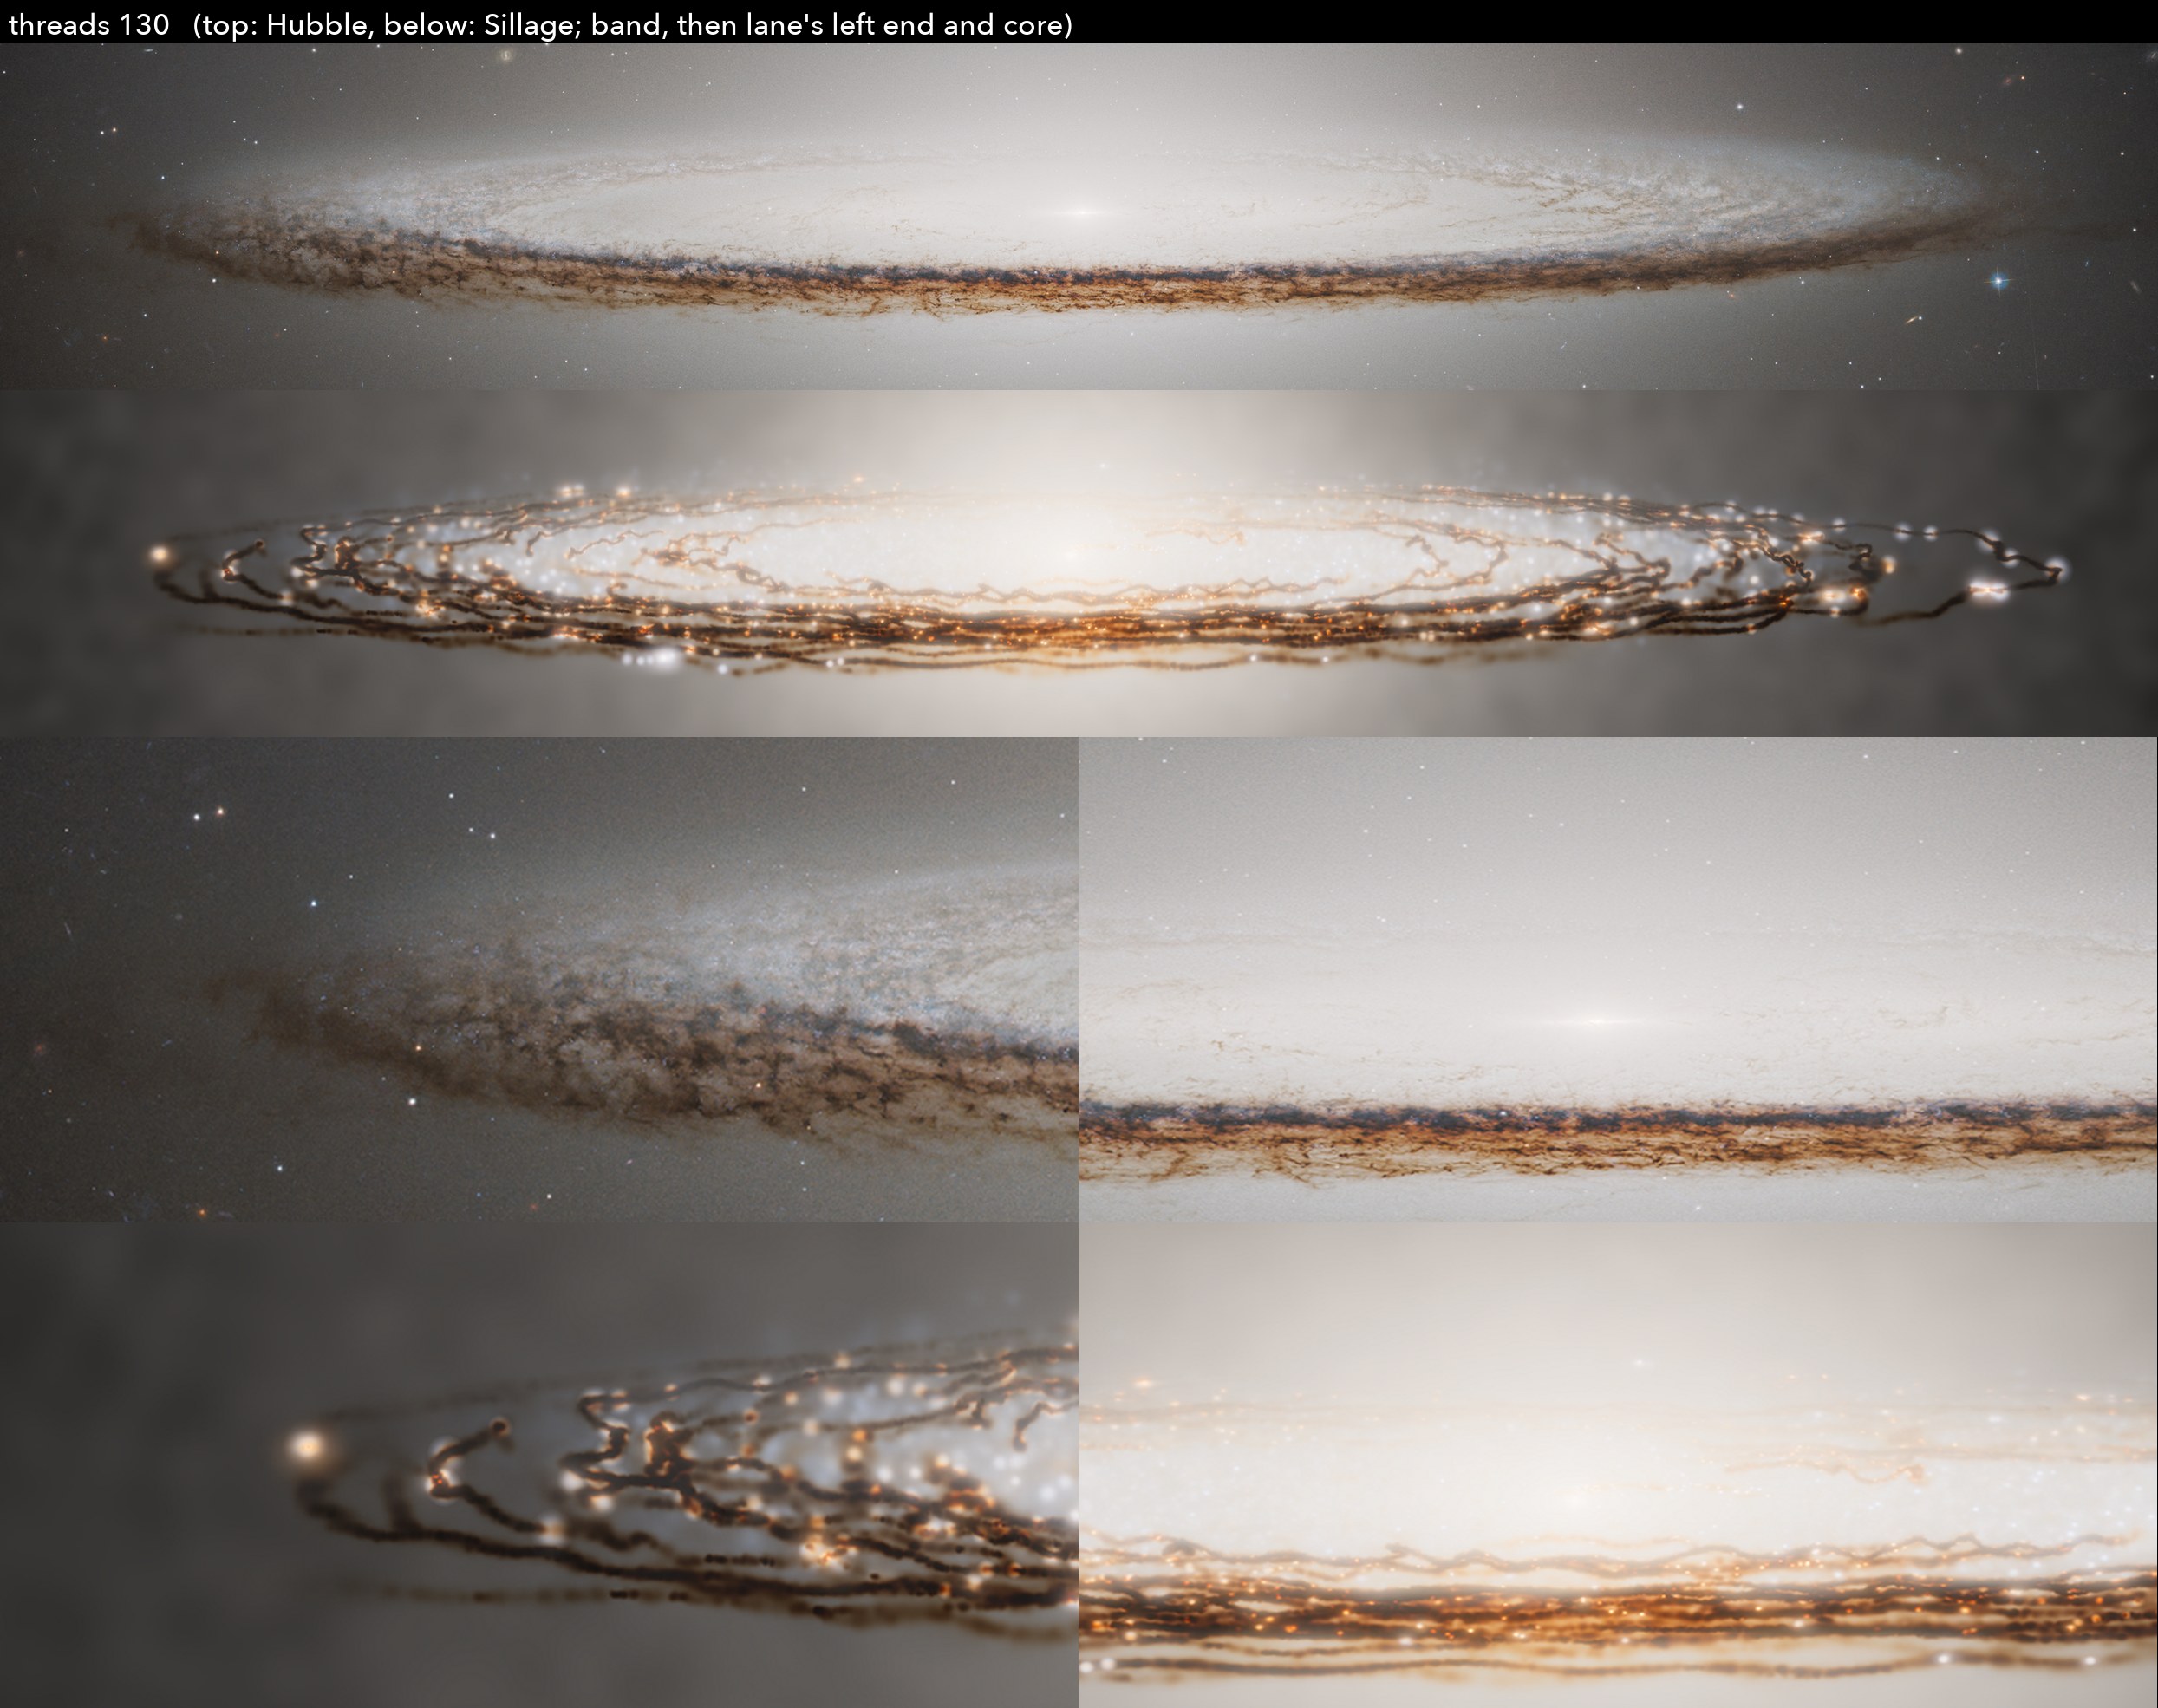 threads 130 (top: Hubble, below: Sillage; band, then lane's left end and core)